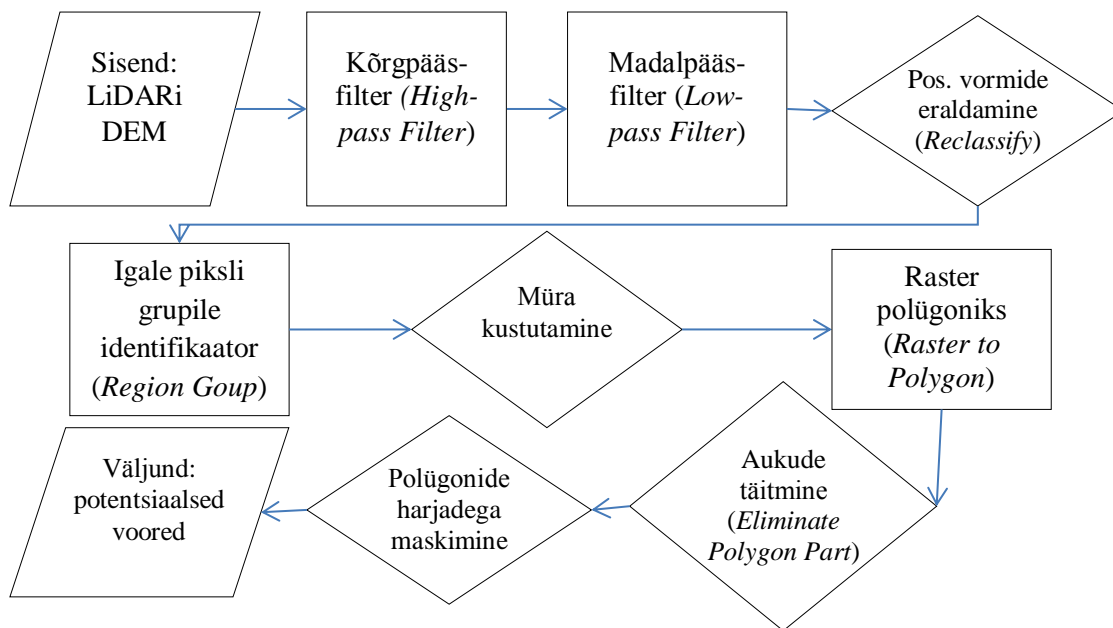 Sisend:
LiDARi
DEM
Kõrgpääs-
filter (High-
pass Filter)
Madalpääs-
filter (Low-
pass Filter)
Pos. vormide
eraldamine
(Reclassify)
Igale piksli
grupile
identifikaator
(Region Goup)
Müra
kustutamine
Raster
polügoniks
(Raster to
Polygon)
Aukude
täitmine
(Eliminate
Polygon Part)
Polügonide
harjadega
maskimine
Väljund:
potentsiaalsed
voored